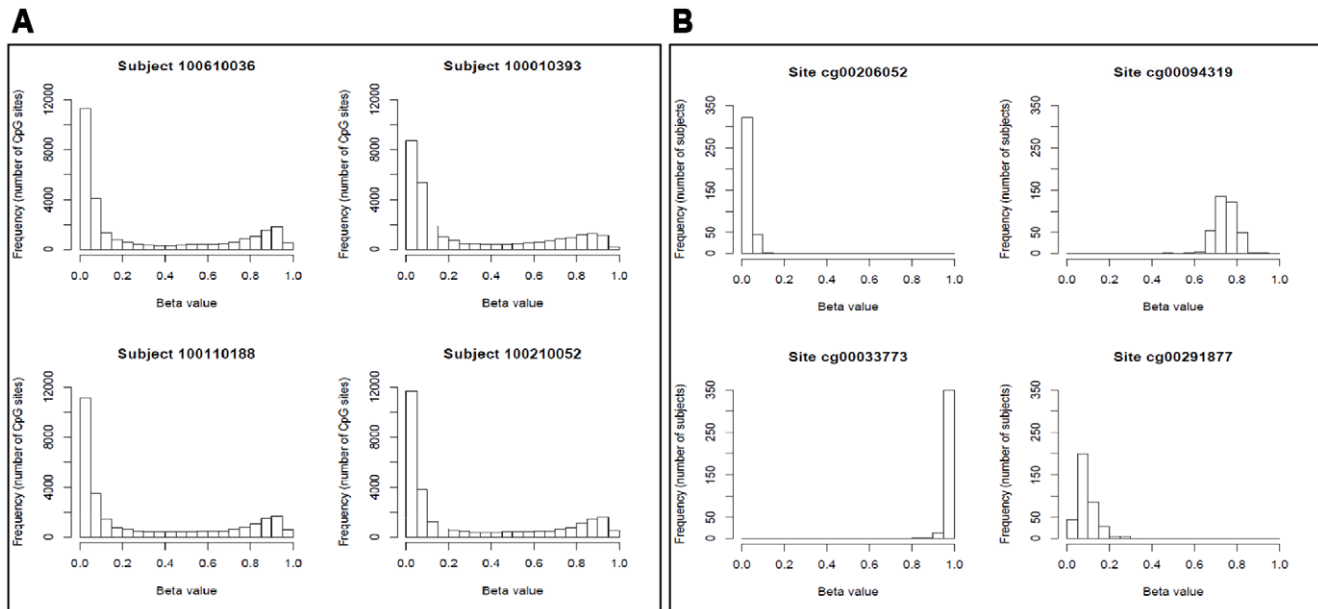 A
B
Subject 100610036
Frequency (number of CpG sites)
0 4000 8000 12000
0.0 0.2 0.4 0.6 0.8 1.0
Beta value
Subject 100010393
Frequency (number of CpG sites)
0 4000 8000 12000
0.0 0.2 0.4 0.6 0.8 1.0
Beta value
Subject 100110188
Frequency (number of CpG sites)
0 4000 8000 12000
0.0 0.2 0.4 0.6 0.8 1.0
Beta value
Subject 100210052
Frequency (number of CpG sites)
0 4000 8000 12000
0.0 0.2 0.4 0.6 0.8 1.0
Beta value
Site cg00206052
Frequency (number of subjects)
0 50 150 250 350
0.0 0.2 0.4 0.6 0.8 1.0
Beta value
Site cg00094319
Frequency (number of subjects)
0 50 150 250 350
0.0 0.2 0.4 0.6 0.8 1.0
Beta value
Site cg00033773
Frequency (number of subjects)
0 50 150 250 350
0.0 0.2 0.4 0.6 0.8 1.0
Beta value
Site cg00291877
Frequency (number of subjects)
0 50 150 250 350
0.0 0.2 0.4 0.6 0.8 1.0
Beta value